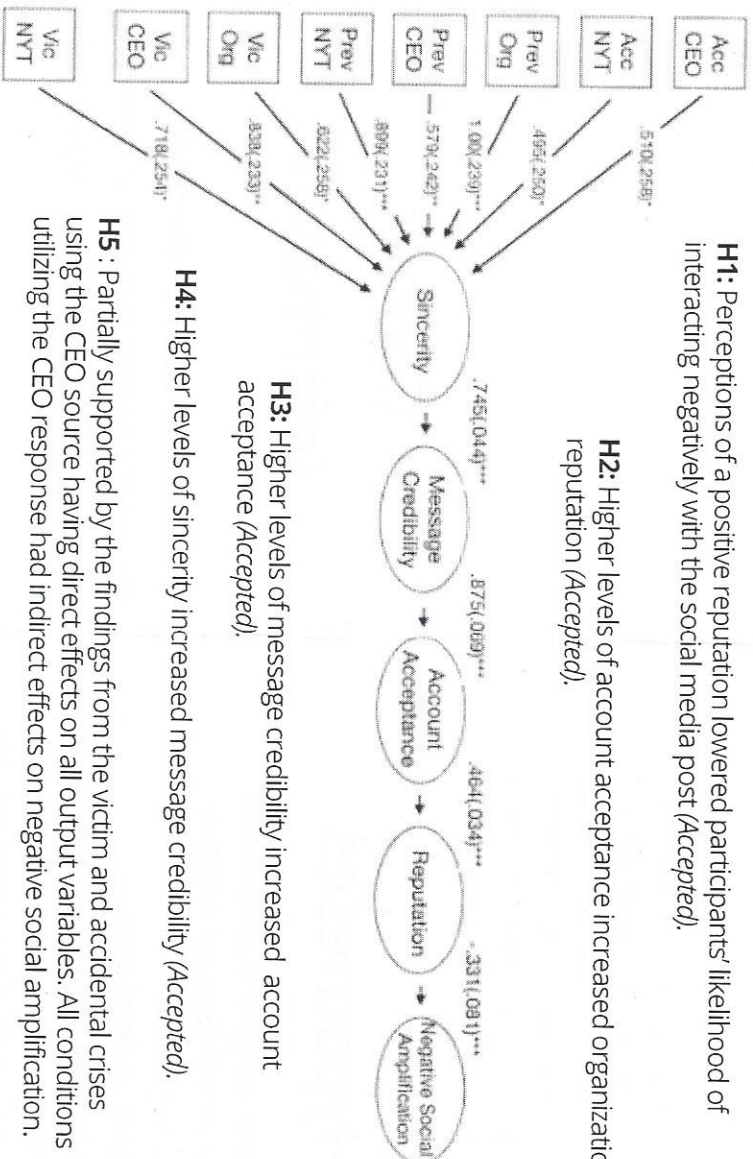 H1: Perceptions of a positive reputation lowered participants' likelihood of
interacting negatively with the social media post (Accepted).
H2: Higher levels of account acceptance increased organizatio
reputation (Accepted).
Acc
CEO
Acc
NYT
Prev
Org
Prev
CEO
Prev
NYT
Vic
Org
Vic
CEO
Vic
NYT
.510(.258)*
.495(.250)*
1.00(.239)***
.579(.242)**
.899(.231)***
.622(.258)*
.838(.233)**
.718(.254)*
Sincerity
.745(.044)***
Message
Credibility
.875(.069)***
Account
Acceptance
.464(.034)***
Reputation
-.331(.081)***
Negative Social
Amplification
H3: Higher levels of message credibility increased account
acceptance (Accepted).
H4: Higher levels of sincerity increased message credibility (Accepted).
H5 : Partially supported by the findings from the victim and accidental crises
using the CEO source having direct effects on all output variables. All conditions
utilizing the CEO response had indirect effects on negative social amplification.